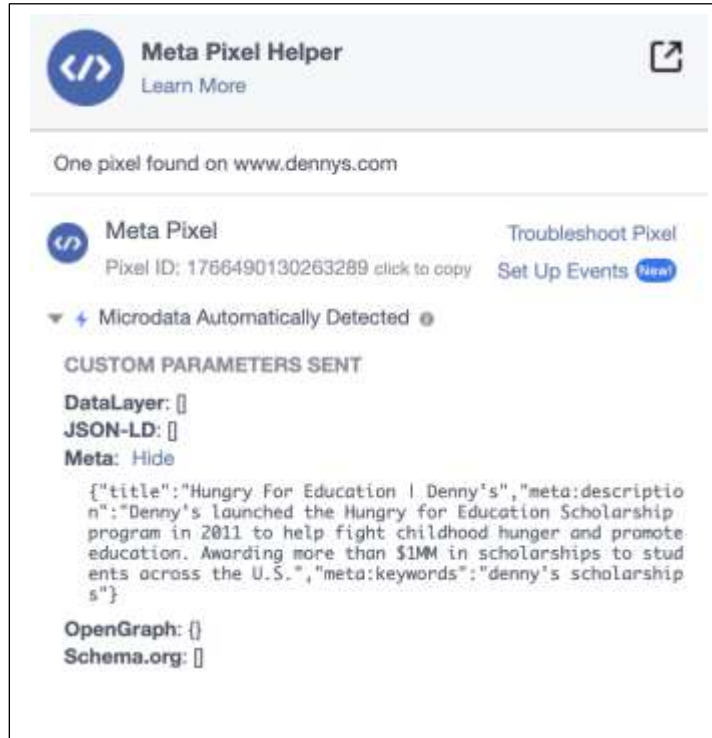 Meta Pixel Helper
Learn More
One pixel found on www.dennys.com
Meta Pixel
Troubleshoot Pixel
Pixel ID: 1766490130263289 click to copy
Set Up Events New!
Microdata Automatically Detected
CUSTOM PARAMETERS SENT
DataLayer: []
JSON-LD: []
Meta: Hide
{"title":"Hungry For Education | Denny's","meta:descriptio
n":"Denny's launched the Hungry for Education Scholarship
program in 2011 to help fight childhood hunger and promote
education. Awarding more than $1MM in scholarships to stud
ents across the U.S.","meta:keywords":"denny's scholarship
s"}
OpenGraph: {}
Schema.org: []